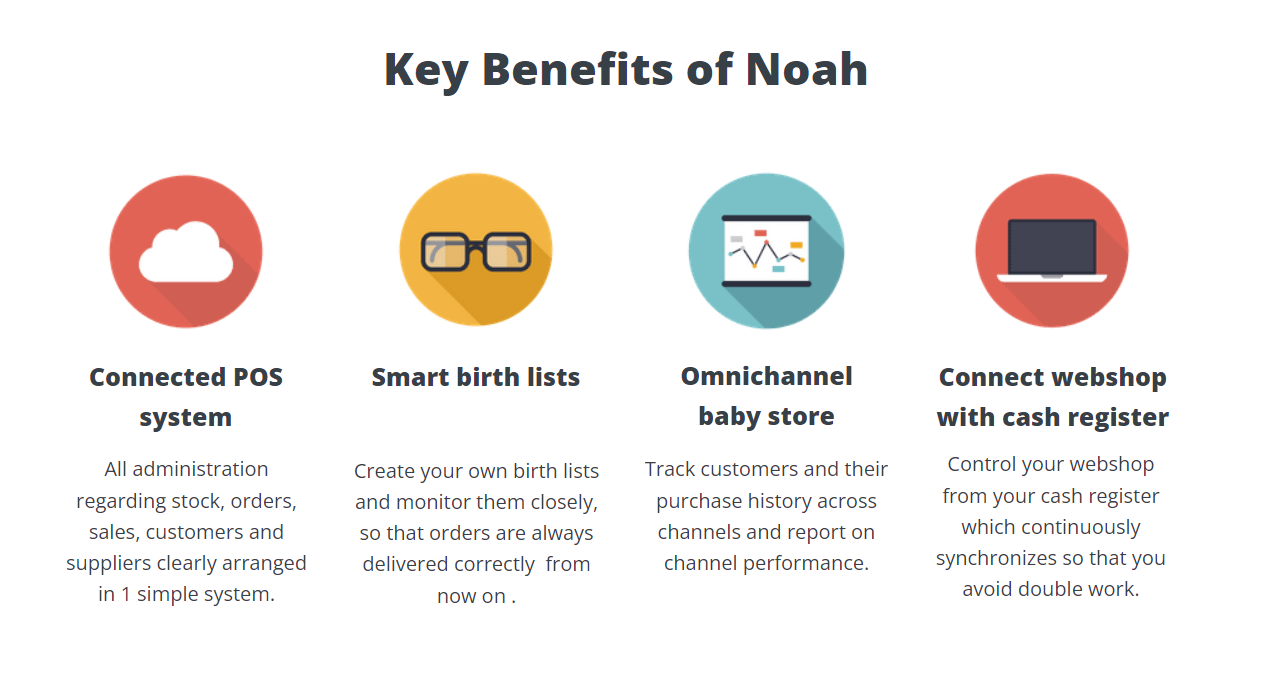 Key Benefits of Noah
Connected POS
system
All administration
regarding stock, orders,
sales, customers and
suppliers clearly arranged
in 1 simple system.
Smart birth lists
Create your own birth lists
and monitor them closely,
so that orders are always
delivered correctly  from
now on .
Omnichannel
baby store
Track customers and their
purchase history across
channels and report on
channel performance.
Connect webshop
with cash register
Control your webshop
from your cash register
which continuously
synchronizes so that you
avoid double work.